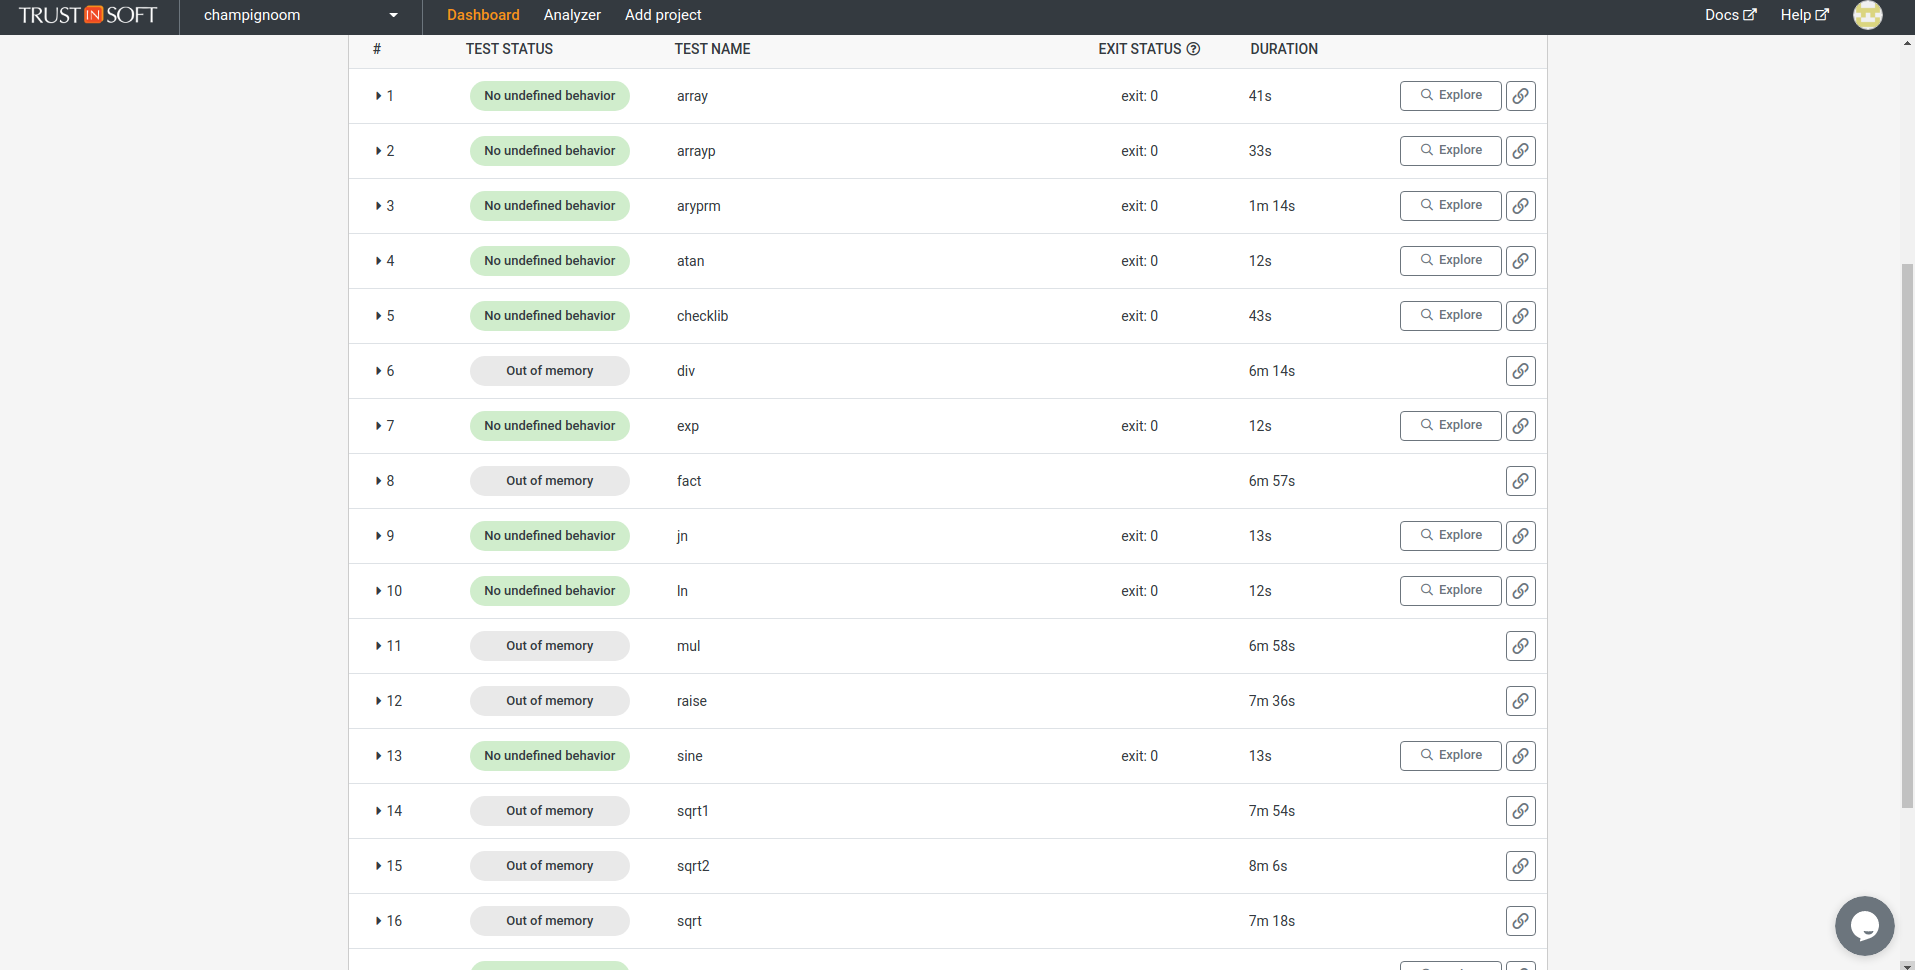 TRUST IN SOFT champignoom Dashboard Analyzer Add project Docs Help
# TEST STATUS TEST NAME EXIT STATUS DURATION
1 No undefined behavior array exit: 0 41s Explore
2 No undefined behavior arrayp exit: 0 33s Explore
3 No undefined behavior aryprm exit: 0 1m 14s Explore
4 No undefined behavior atan exit: 0 12s Explore
5 No undefined behavior checklib exit: 0 43s Explore
6 Out of memory div 6m 14s
7 No undefined behavior exp exit: 0 12s Explore
8 Out of memory fact 6m 57s
9 No undefined behavior jn exit: 0 13s Explore
10 No undefined behavior ln exit: 0 12s Explore
11 Out of memory mul 6m 58s
12 Out of memory raise 7m 36s
13 No undefined behavior sine exit: 0 13s Explore
14 Out of memory sqrt1 7m 54s
15 Out of memory sqrt2 8m 6s
16 Out of memory sqrt 7m 18s